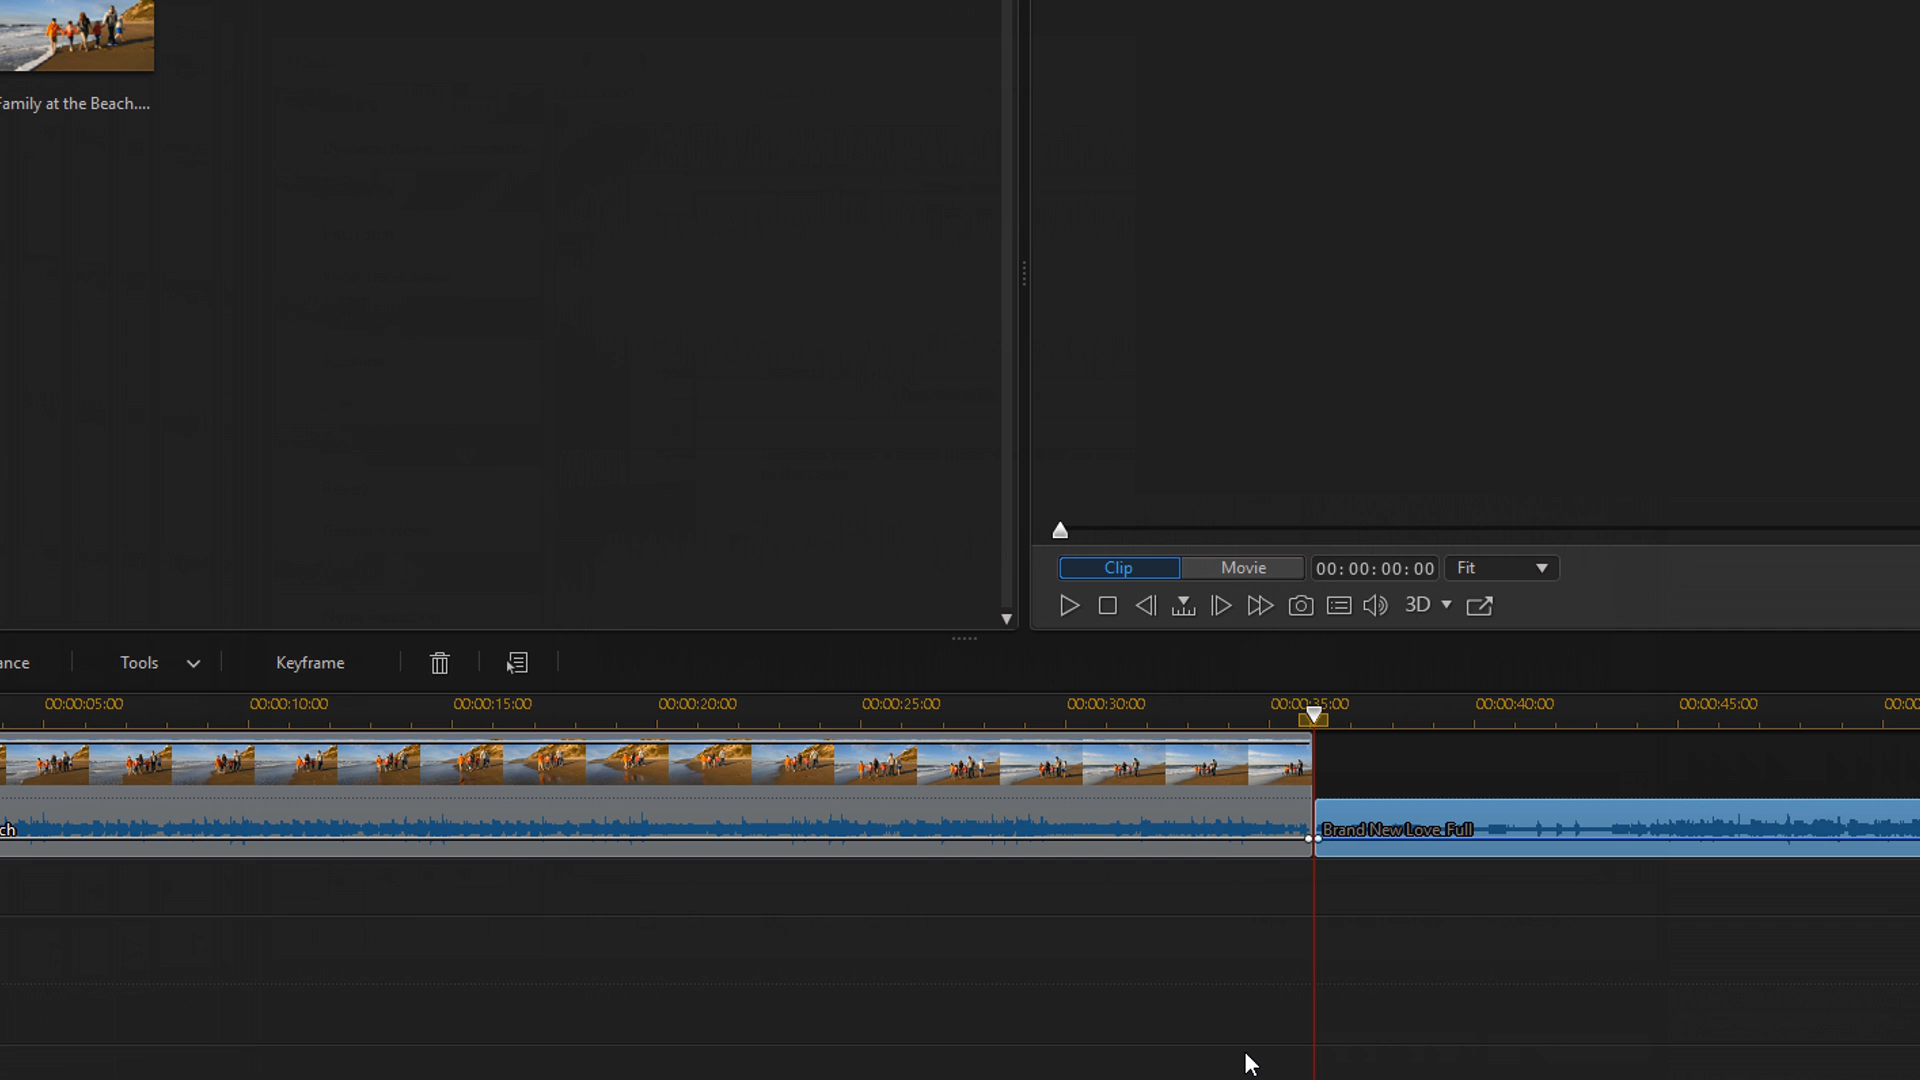 Family at the Beach....
Clip
Movie
00:00:00:00
Fit
3D
ance
Tools
Keyframe
00:00:05:00
00:00:10:00
00:00:15:00
00:00:20:00
00:00:25:00
00:00:30:00
00:00:35:00
00:00:40:00
00:00:45:00
00:00
ch
Brand New Love_Full